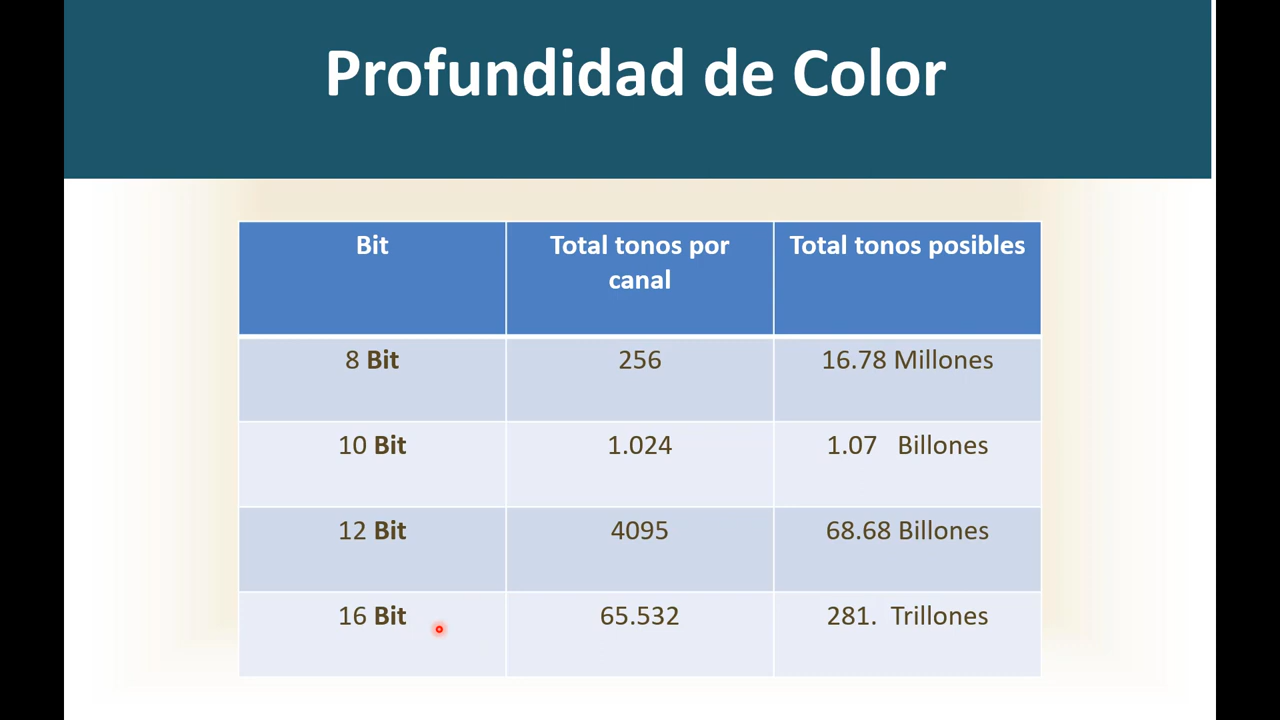 Profundidad de Color
Bit
Total tonos por
canal
Total tonos posibles
8 Bit
256
16.78 Millones
10 Bit
1.024
1.07 Billones
12 Bit
4095
68.68 Billones
16 Bit
65.532
281. Trillones